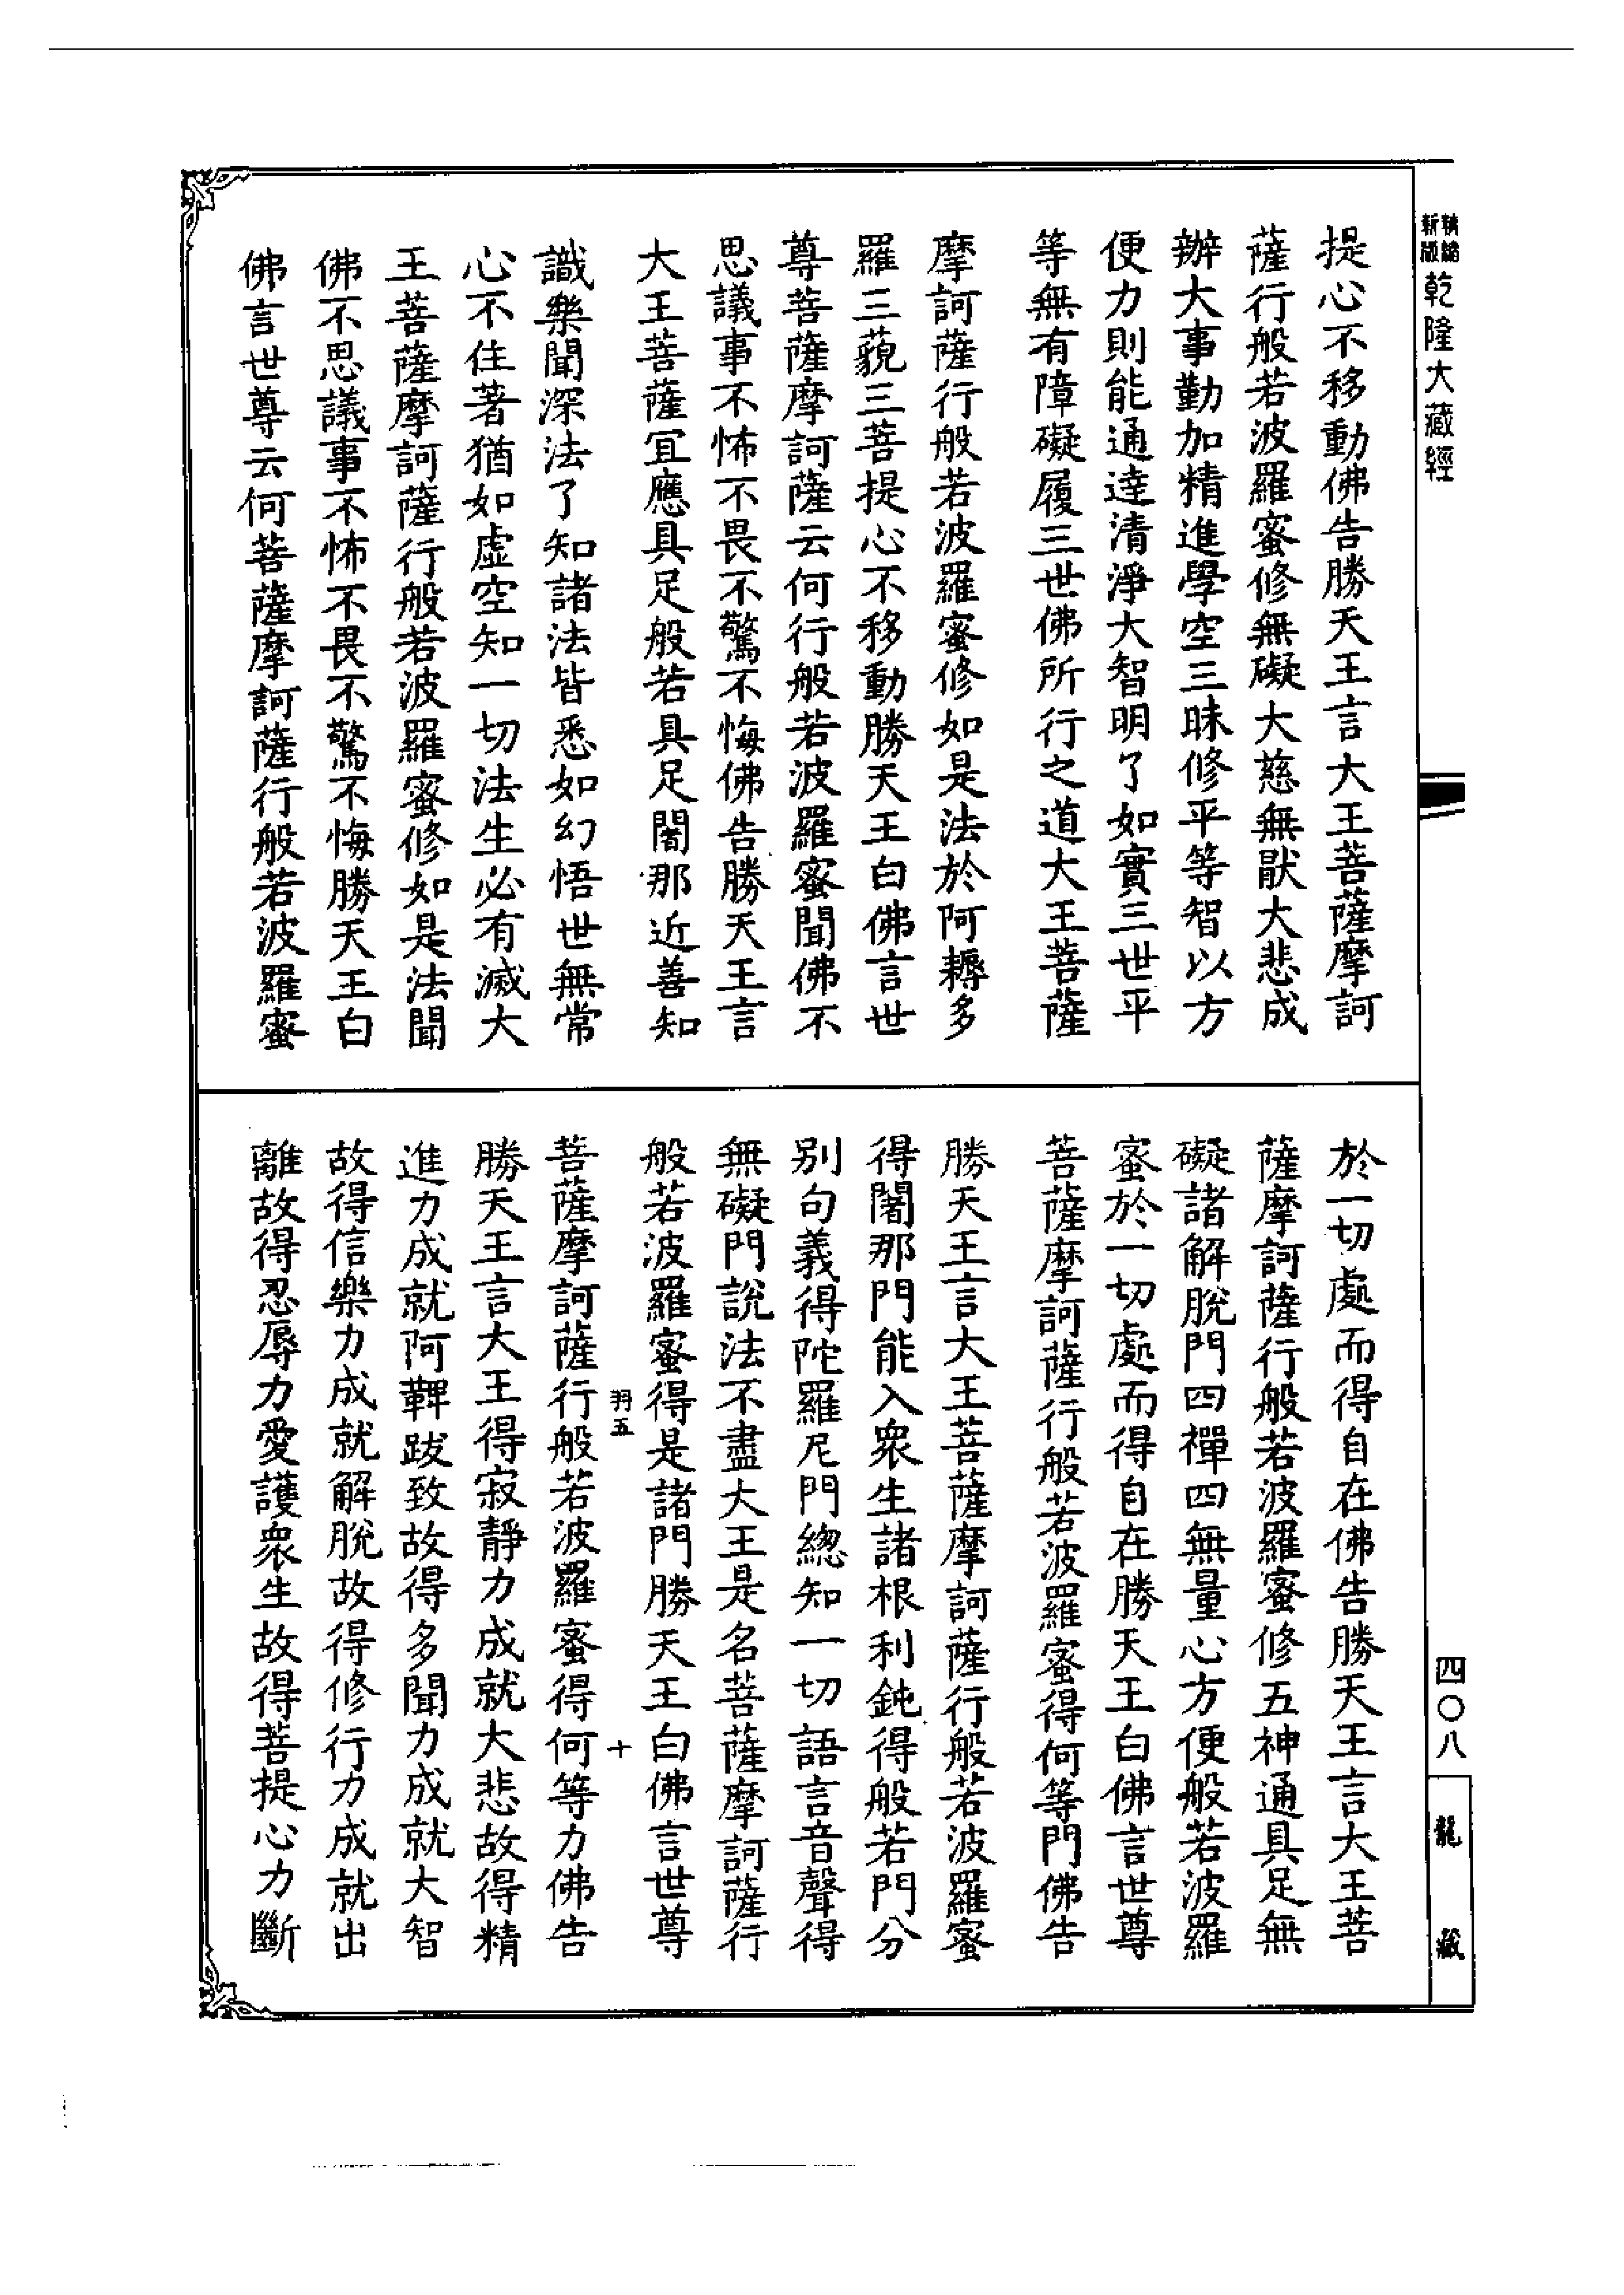 新版
精縮
乾隆大藏經
提心不移動佛告勝天王言大王菩薩摩訶
薩行般若波羅蜜修無礙大慈無猒大悲成
辦大事勤加精進學空三昧修平等智以方
便力則能通達清淨大智明了如實三世平
等無有障礙履三世佛所行之道大王菩薩
摩訶薩行般若波羅蜜修如是法於阿耨多
羅三藐三菩提心不移動勝天王白佛言世
尊菩薩摩訶薩云何行般若波羅蜜聞佛不
思議事不怖不畏不驚不悔佛告勝天王言
大王菩薩宜應具足般若具足闍那近善知
識樂聞深法了知諸法皆悉如幻悟世無常
心不住著猶如虛空知一切法生必有滅大
王菩薩摩訶薩行般若波羅蜜修如是法聞
佛不思議事不怖不畏不驚不悔勝天王白
佛言世尊云何菩薩摩訶薩行般若波羅蜜
於一切處而得自在佛告勝天王言大王菩
薩摩訶薩行般若波羅蜜修五神通具足無
礙諸解脫門四禪四無量心方便般若波羅
蜜於一切處而得自在勝天王白佛言世尊
菩薩摩訶薩行般若波羅蜜得何等門佛告
勝天王言大王菩薩摩訶薩行般若波羅蜜
得闍那門能入眾生諸根利鈍得般若門分
別句義得陀羅尼門總知一切語言音聲得
無礙門說法不盡大王是名菩薩摩訶薩行
般若波羅蜜得是諸門勝天王白佛言世尊
羽五 十
菩薩摩訶薩行般若波羅蜜得何等力佛告
勝天王言大王得寂靜力成就大悲故得精
進力成就阿鞞跋致故得多聞力成就大智
故得信樂力成就解脫故得修行力成就出
離故得忍辱力愛護眾生故得菩提心力斷
四〇八
龍藏